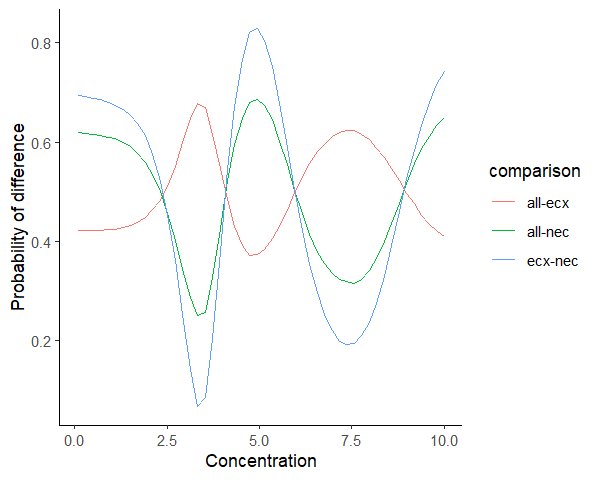 Probability of difference
0.8
0.6
0.4
0.2
0.0
2.5
5.0
7.5
10.0
Concentration
comparison
all-ecx
all-nec
ecx-nec